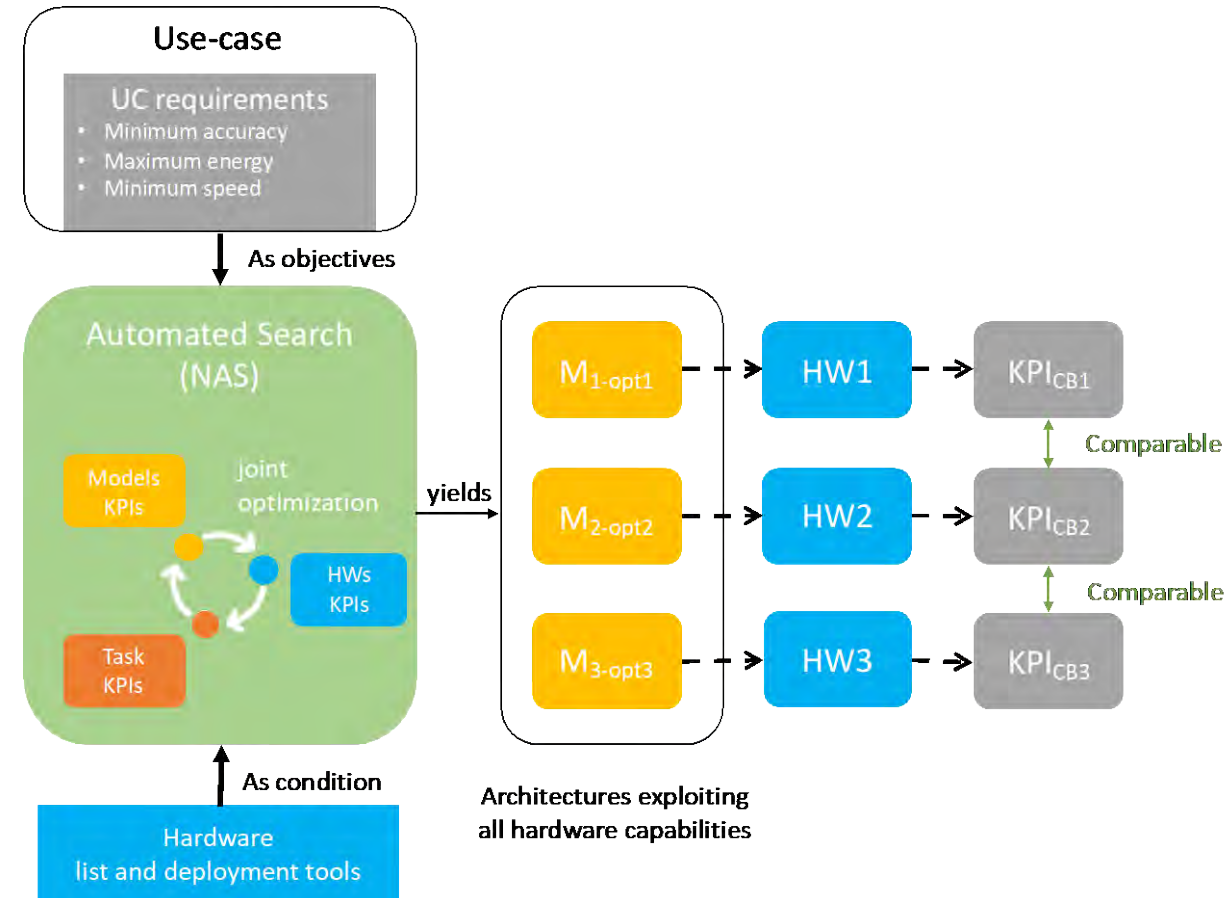 Use-case
UC requirements
• Minimum accuracy
• Maximum energy
• Minimum speed
As objectives
Automated Search
(NAS)
Models
KPIs
joint
optimization
HWs
KPIs
Task
KPIs
yields
M1-opt1
HW1
KPICB1
Comparable
M2-opt2
HW2
KPICB2
Comparable
M3-opt3
HW3
KPICB3
As condition
Architectures exploiting
all hardware capabilities
Hardware
list and deployment tools